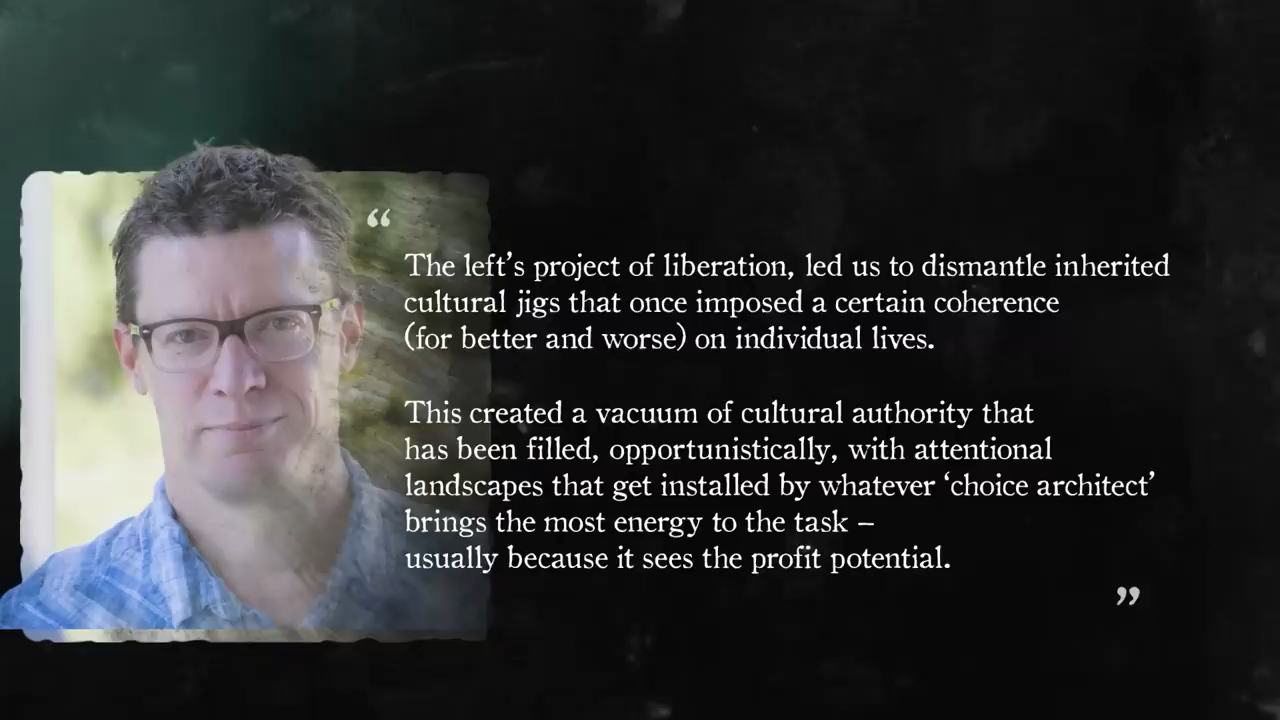 “
The left’s project of liberation, led us to dismantle inherited
cultural jigs that once imposed a certain coherence
(for better and worse) on individual lives.
This created a vacuum of cultural authority that
has been filled, opportunistically, with attentional
landscapes that get installed by whatever ‘choice architect’
brings the most energy to the task –
usually because it sees the profit potential.
”